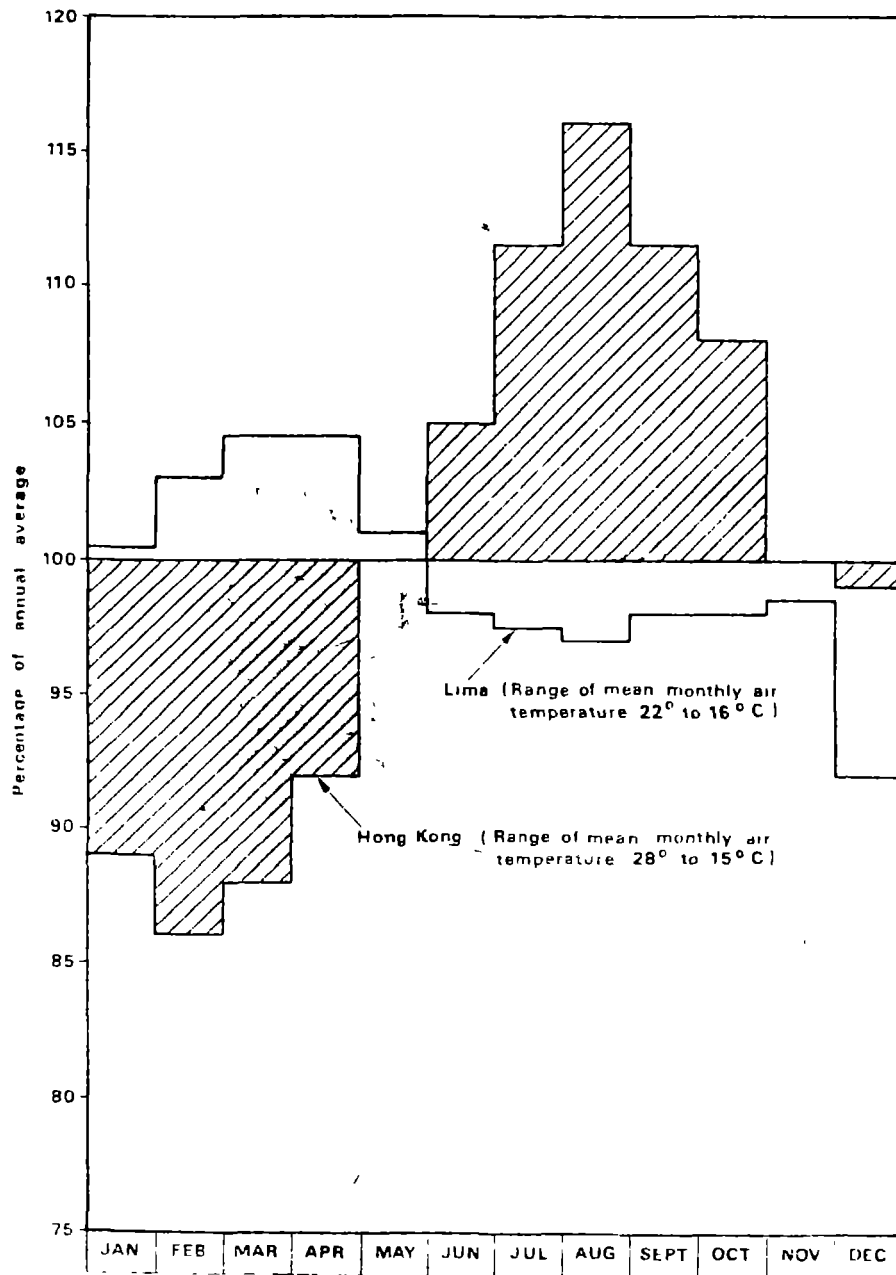 120
115
110
105
100
95
90
85
80
75
Percentage of annual average
Lima (Range of mean monthly air
temperature 22° to 16°C)
Hong Kong (Range of mean monthly air
temperature 28° to 15°C)
JAN FEB MAR APR MAY JUN JUL AUG SEPT OCT NOV DEC